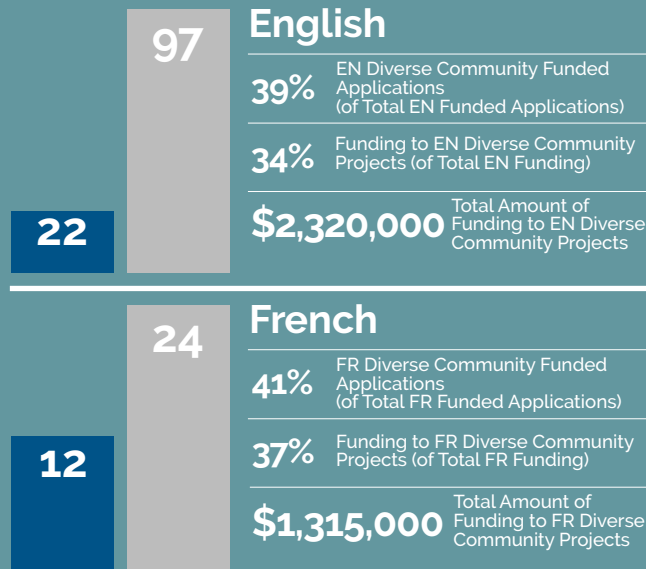 97
22
English
39%
EN Diverse Community Funded
Applications
(of Total EN Funded Applications)
34%
Funding to EN Diverse Community
Projects (of Total EN Funding)
$2,320,000
Total Amount of
Funding to EN Diverse
Community Projects
24
12
French
41%
FR Diverse Community Funded
Applications
(of Total FR Funded Applications)
37%
Funding to FR Diverse Community
Projects (of Total FR Funding)
$1,315,000
Total Amount of
Funding to FR Diverse
Community Projects